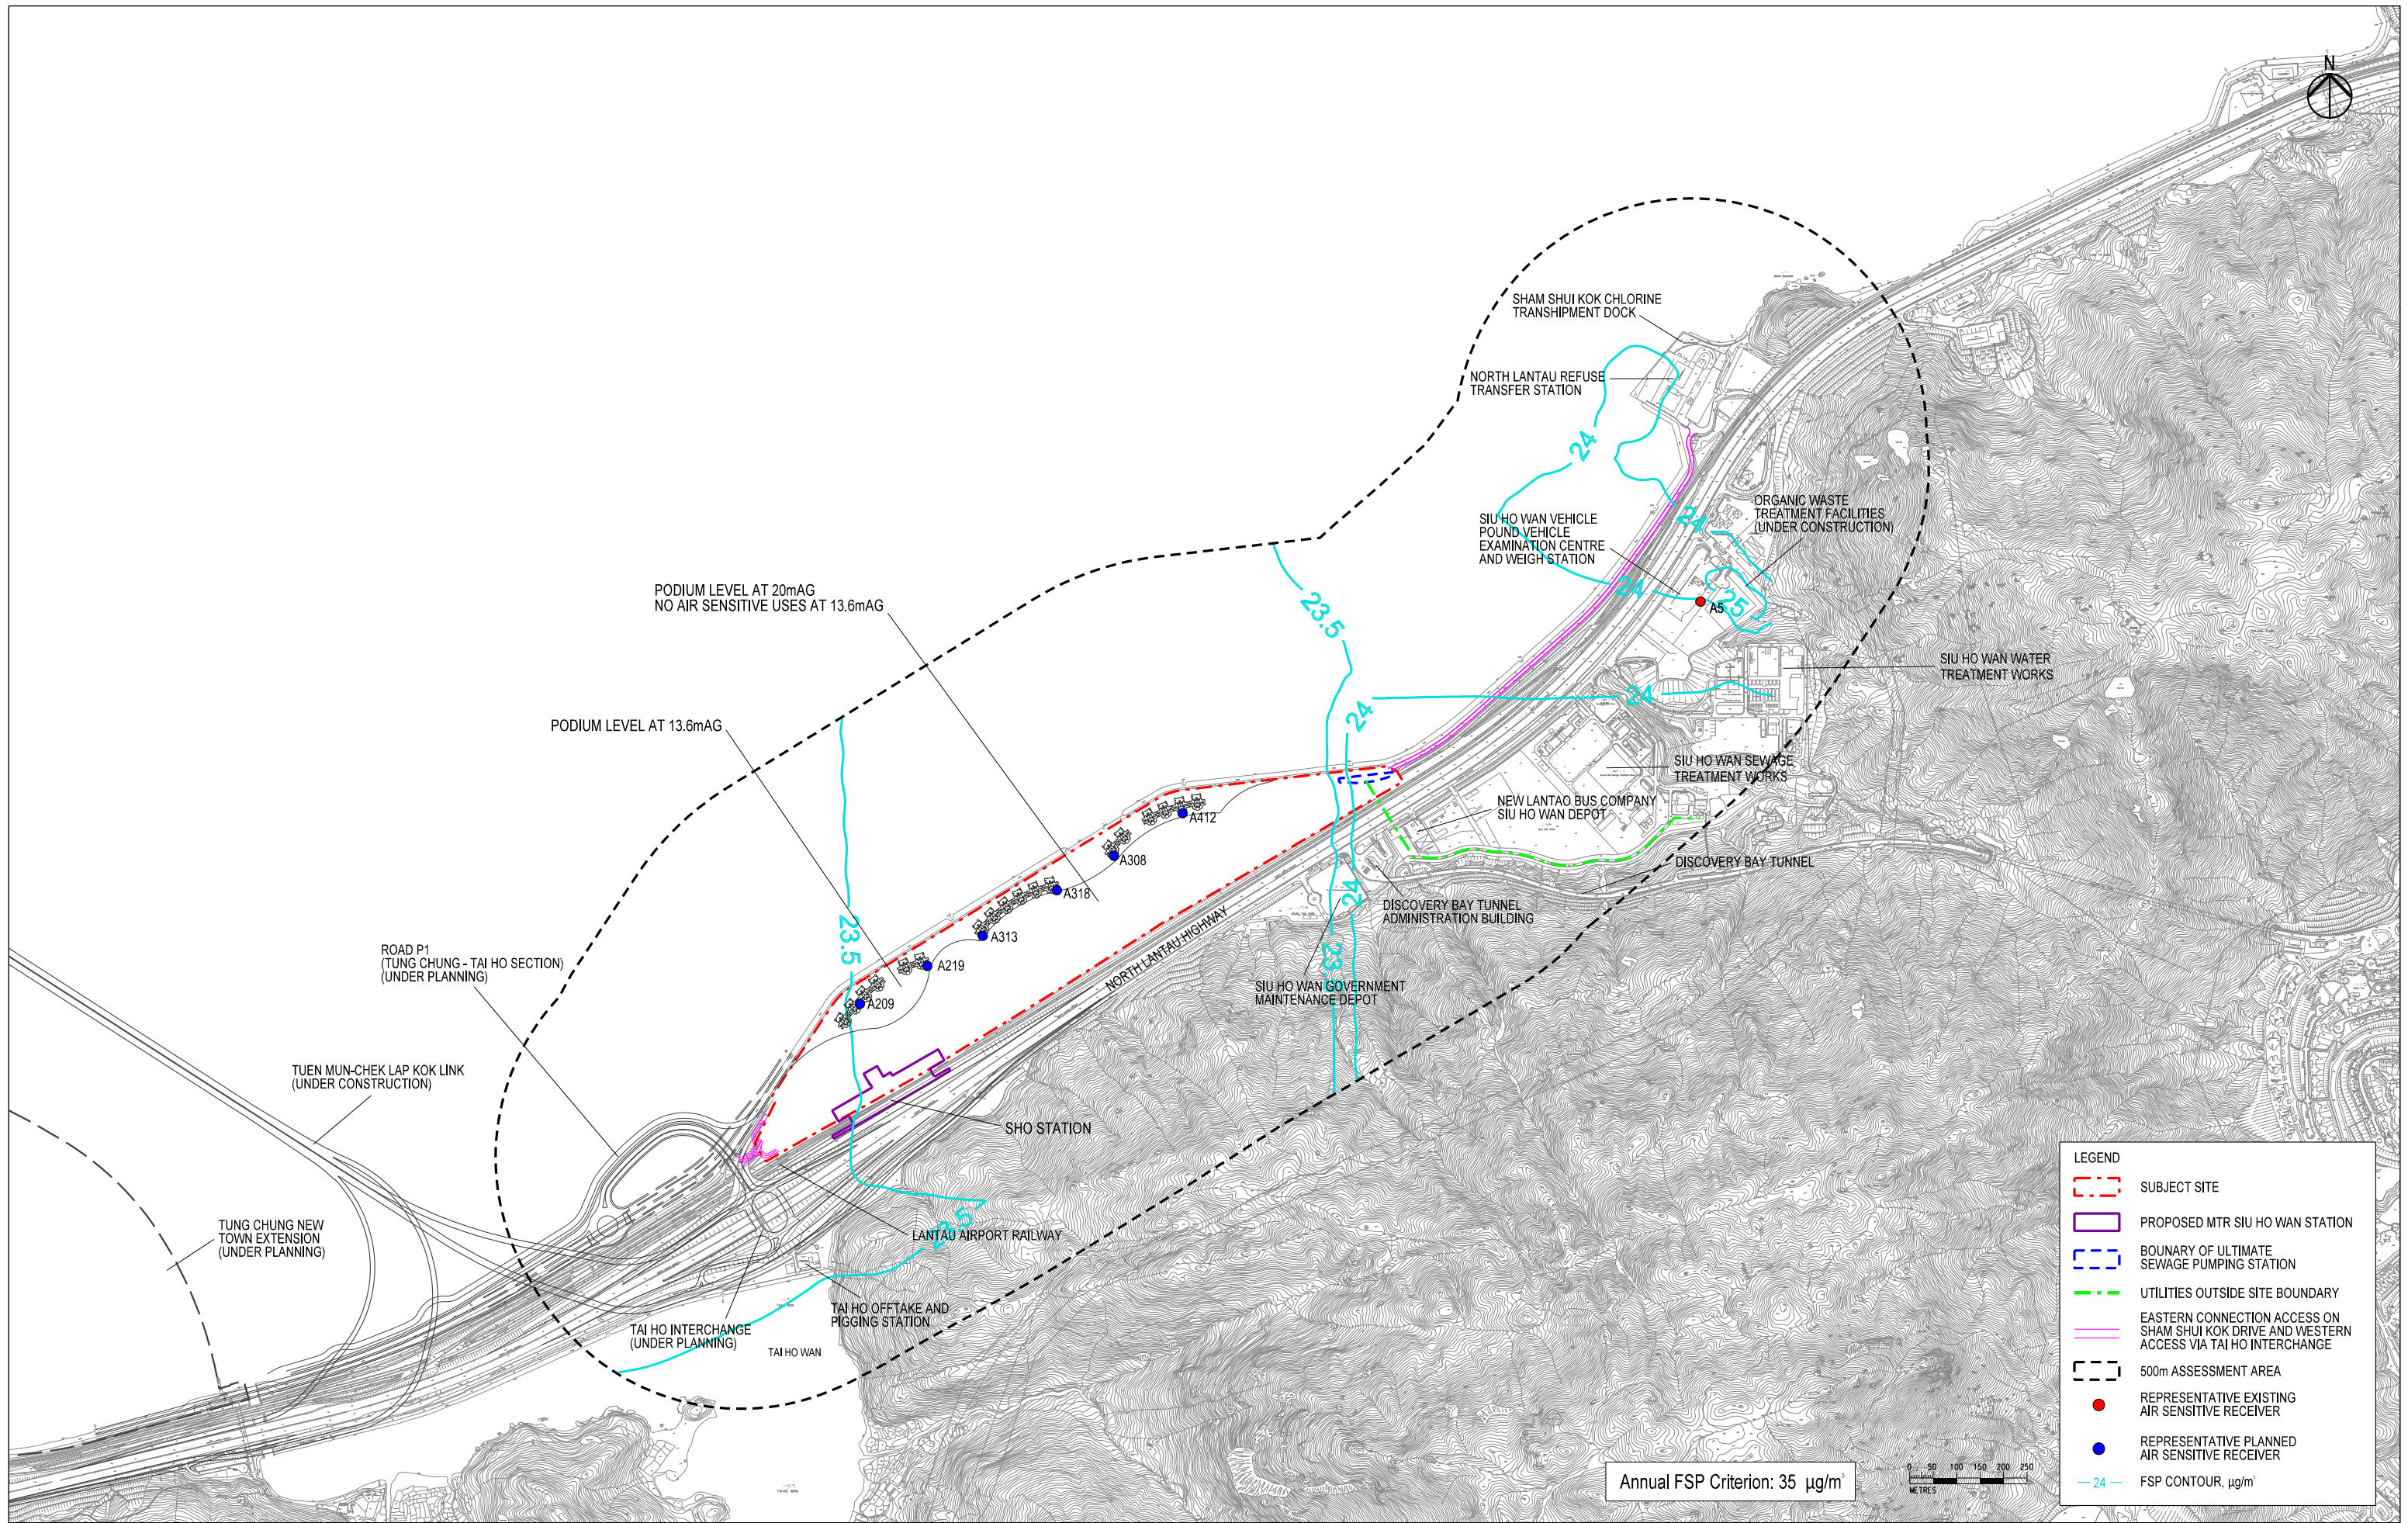 N
SHAM SHUI KOK CHLORINE
TRANSHIPMENT DOCK
NORTH LANTAU REFUSE
TRANSFER STATION
24
ORGANIC WASTE
TREATMENT FACILITIES
(UNDER CONSTRUCTION)
24
SIU HO WAN VEHICLE
POUND VEHICLE
EXAMINATION CENTRE
AND WEIGH STATION
24
25
A5
PODIUM LEVEL AT 20mAG
NO AIR SENSITIVE USES AT 13.6mAG
23.5
SIU HO WAN WATER
TREATMENT WORKS
24
24
PODIUM LEVEL AT 13.6mAG
SIU HO WAN SEWAGE
TREATMENT WORKS
NEW LANTAO BUS COMPANY
SIU HO WAN DEPOT
A412
A308
DISCOVERY BAY TUNNEL
A318
24
DISCOVERY BAY TUNNEL
ADMINISTRATION BUILDING
A313
23.5
NORTH LANTAU HIGHWAY
23.5
A219
ROAD P1
(TUNG CHUNG - TAI HO SECTION)
(UNDER PLANNING)
SIU HO WAN GOVERNMENT
MAINTENANCE DEPOT
A209
TUEN MUN-CHEK LAP KOK LINK
(UNDER CONSTRUCTION)
SHO STATION
TUNG CHUNG NEW
TOWN EXTENSION
(UNDER PLANNING)
23.5
LANTAU AIRPORT RAILWAY
TAI HO OFFTAKE AND
PIGGING STATION
TAI HO INTERCHANGE
(UNDER PLANNING)
TAI HO WAN
LEGEND
SUBJECT SITE
PROPOSED MTR SIU HO WAN STATION
BOUNARY OF ULTIMATE
SEWAGE PUMPING STATION
UTILITIES OUTSIDE SITE BOUNDARY
EASTERN CONNECTION ACCESS ON
SHAM SHUI KOK DRIVE AND WESTERN
ACCESS VIA TAI HO INTERCHANGE
500m ASSESSMENT AREA
REPRESENTATIVE EXISTING
AIR SENSITIVE RECEIVER
REPRESENTATIVE PLANNED
AIR SENSITIVE RECEIVER
24 FSP CONTOUR, µg/m³
Annual FSP Criterion: 35 µg/m³
0 50 100 150 200 250
METRES